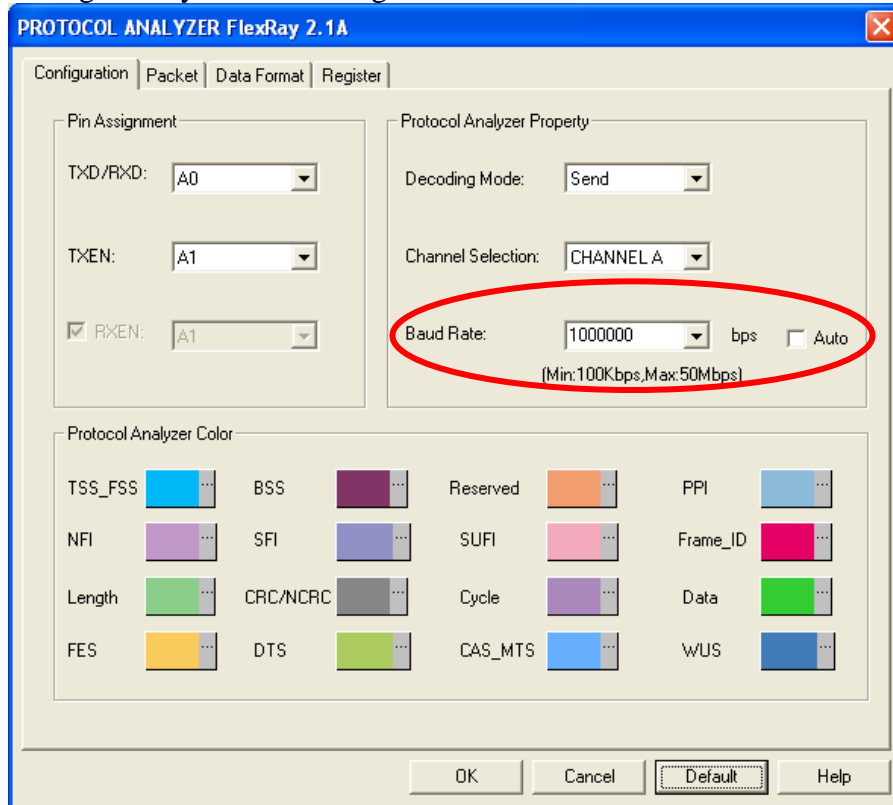 PROTOCOL ANALYZER FlexRay 2.1A
Configuration Packet Data Format Register
Pin Assignment
TXD/RXD: A0
TXEN: A1
RXEN: A1
Protocol Analyzer Property
Decoding Mode: Send
Channel Selection: CHANNEL A
Baud Rate: 1000000 bps Auto
(Min:100Kbps,Max:50Mbps)
Protocol Analyzer Color
TSS_FSS BSS Reserved PPI
NFI SFI SUFI Frame_ID
Length CRC/NCRC Cycle Data
FES DTS CAS_MTS WUS
OK Cancel Default Help